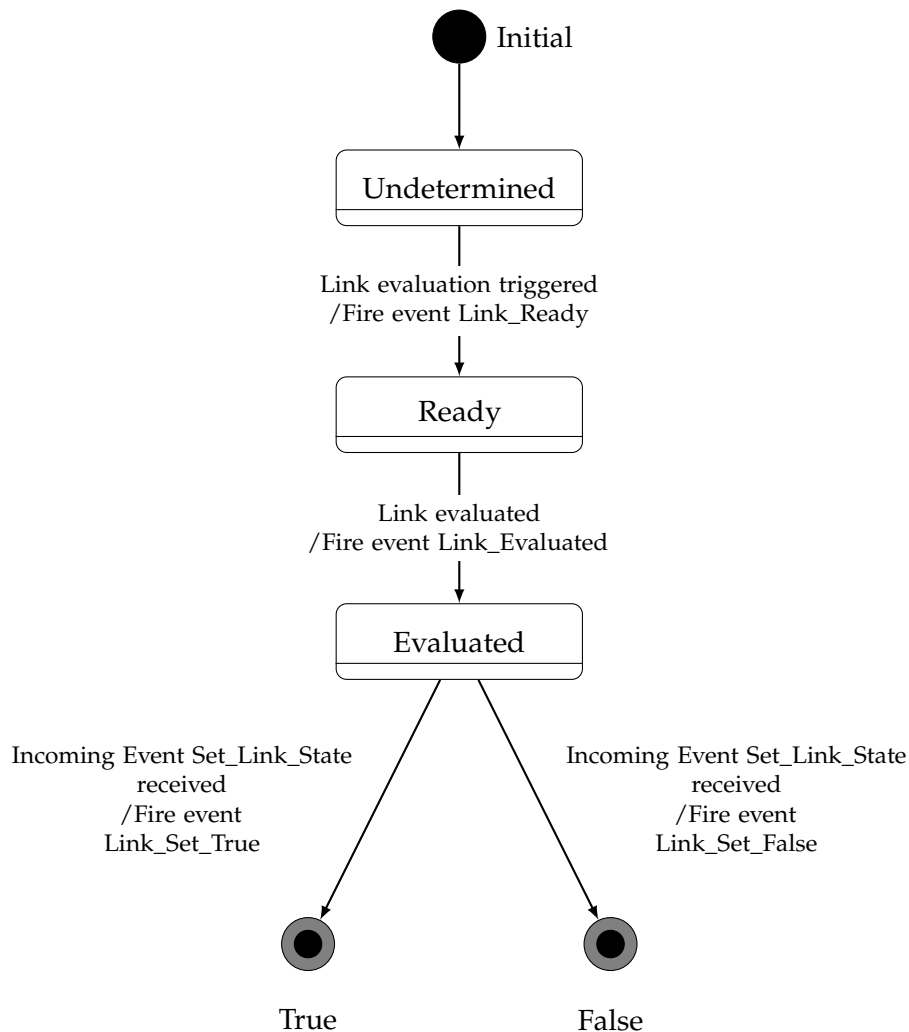 Initial
Undetermined
Link evaluation triggered
/Fire event Link_Ready
Ready
Link evaluated
/Fire event Link_Evaluated
Evaluated
Incoming Event Set_Link_State
received
/Fire event
Link_Set_True
Incoming Event Set_Link_State
received
/Fire event
Link_Set_False
True
False